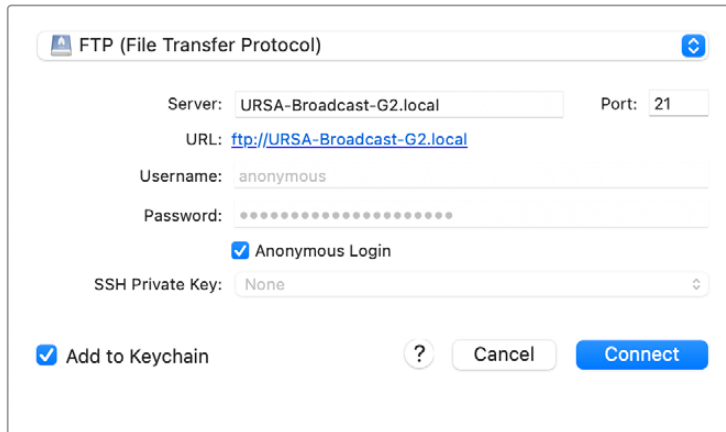 FTP (File Transfer Protocol)
Server: URSA-Broadcast-G2.local Port: 21
URL: ftp://URSA-Broadcast-G2.local
Username: anonymous
Password: ●●●●●●●●●●●●●●●●●●●●●
Anonymous Login
SSH Private Key: None
Add to Keychain ? Cancel Connect